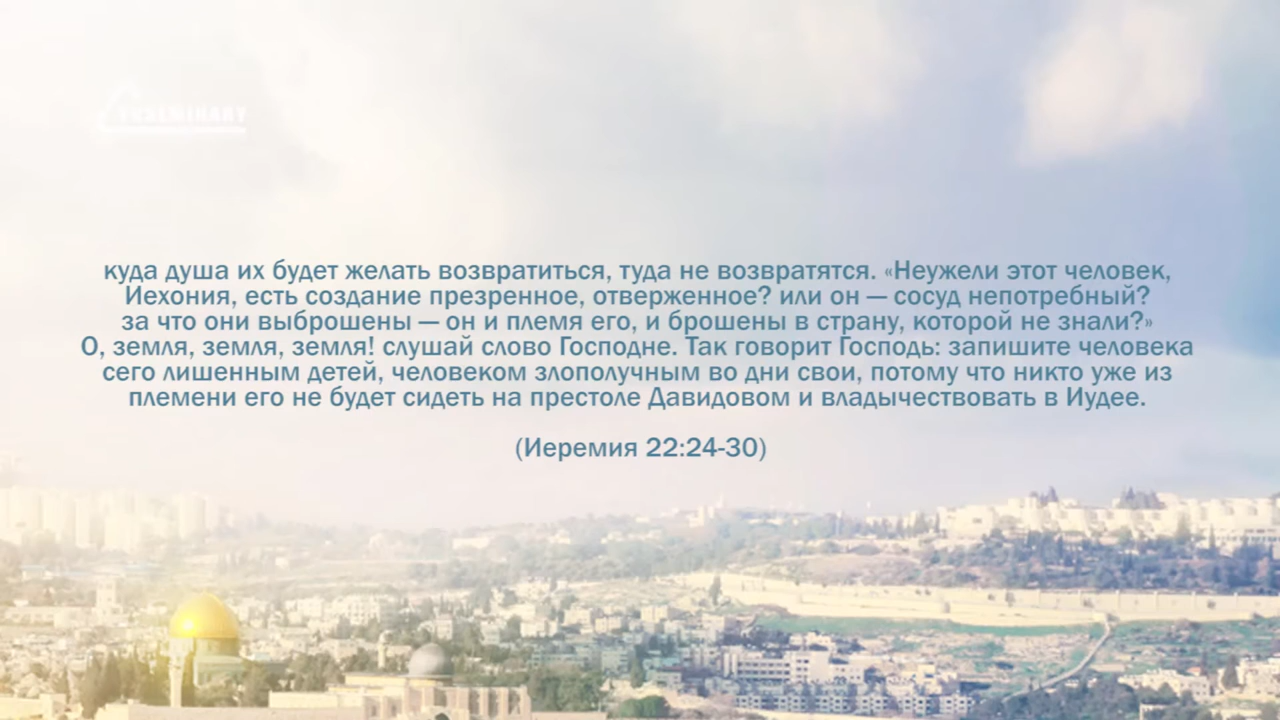 куда душа их будет желать возвратиться, туда не возвратятся. «Неужели этот человек,
Иехония, есть создание презренное, отверженное? или он — сосуд непотребный?
за что они выброшены — он и племя его, и брошены в страну, которой не знали?»
О, земля, земля, земля! слушай слово Господне. Так говорит Господь: запишите человека
сего лишенным детей, человеком злополучным во дни свои, потому что никто уже из
племени его не будет сидеть на престоле Давидовом и владычествовать в Иудее.
(Иеремия 22:24-30)